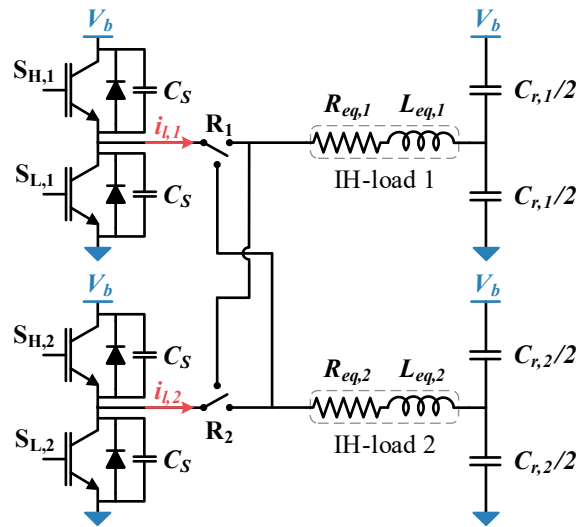 V_b V_b
S_H,1 C_S C_r,1/2
i_l,1 R_1 R_eq,1 L_eq,1
S_L,1 C_S IH-load 1 C_r,1/2
V_b V_b
S_H,2 C_S C_r,2/2
i_l,2 R_2 R_eq,2 L_eq,2
S_L,2 C_S IH-load 2 C_r,2/2